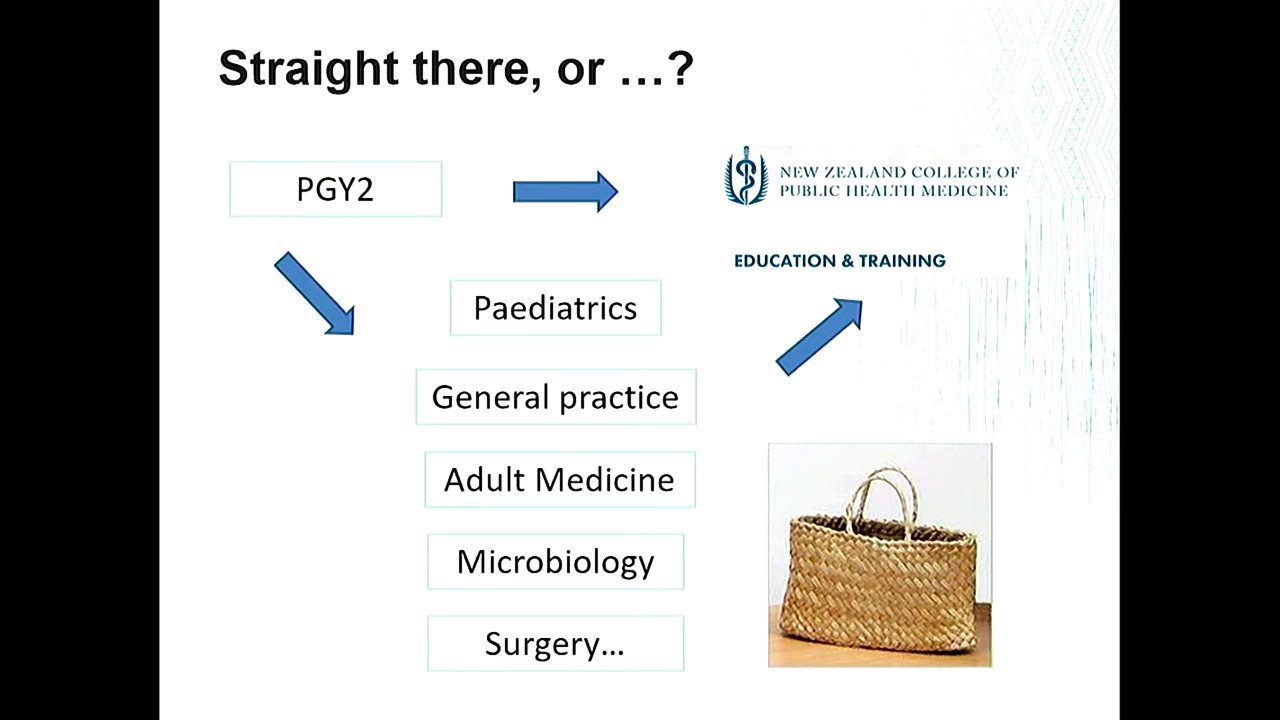 Straight there, or …?
PGY2
NEW ZEALAND COLLEGE OF
PUBLIC HEALTH MEDICINE
EDUCATION & TRAINING
Paediatrics
General practice
Adult Medicine
Microbiology
Surgery…